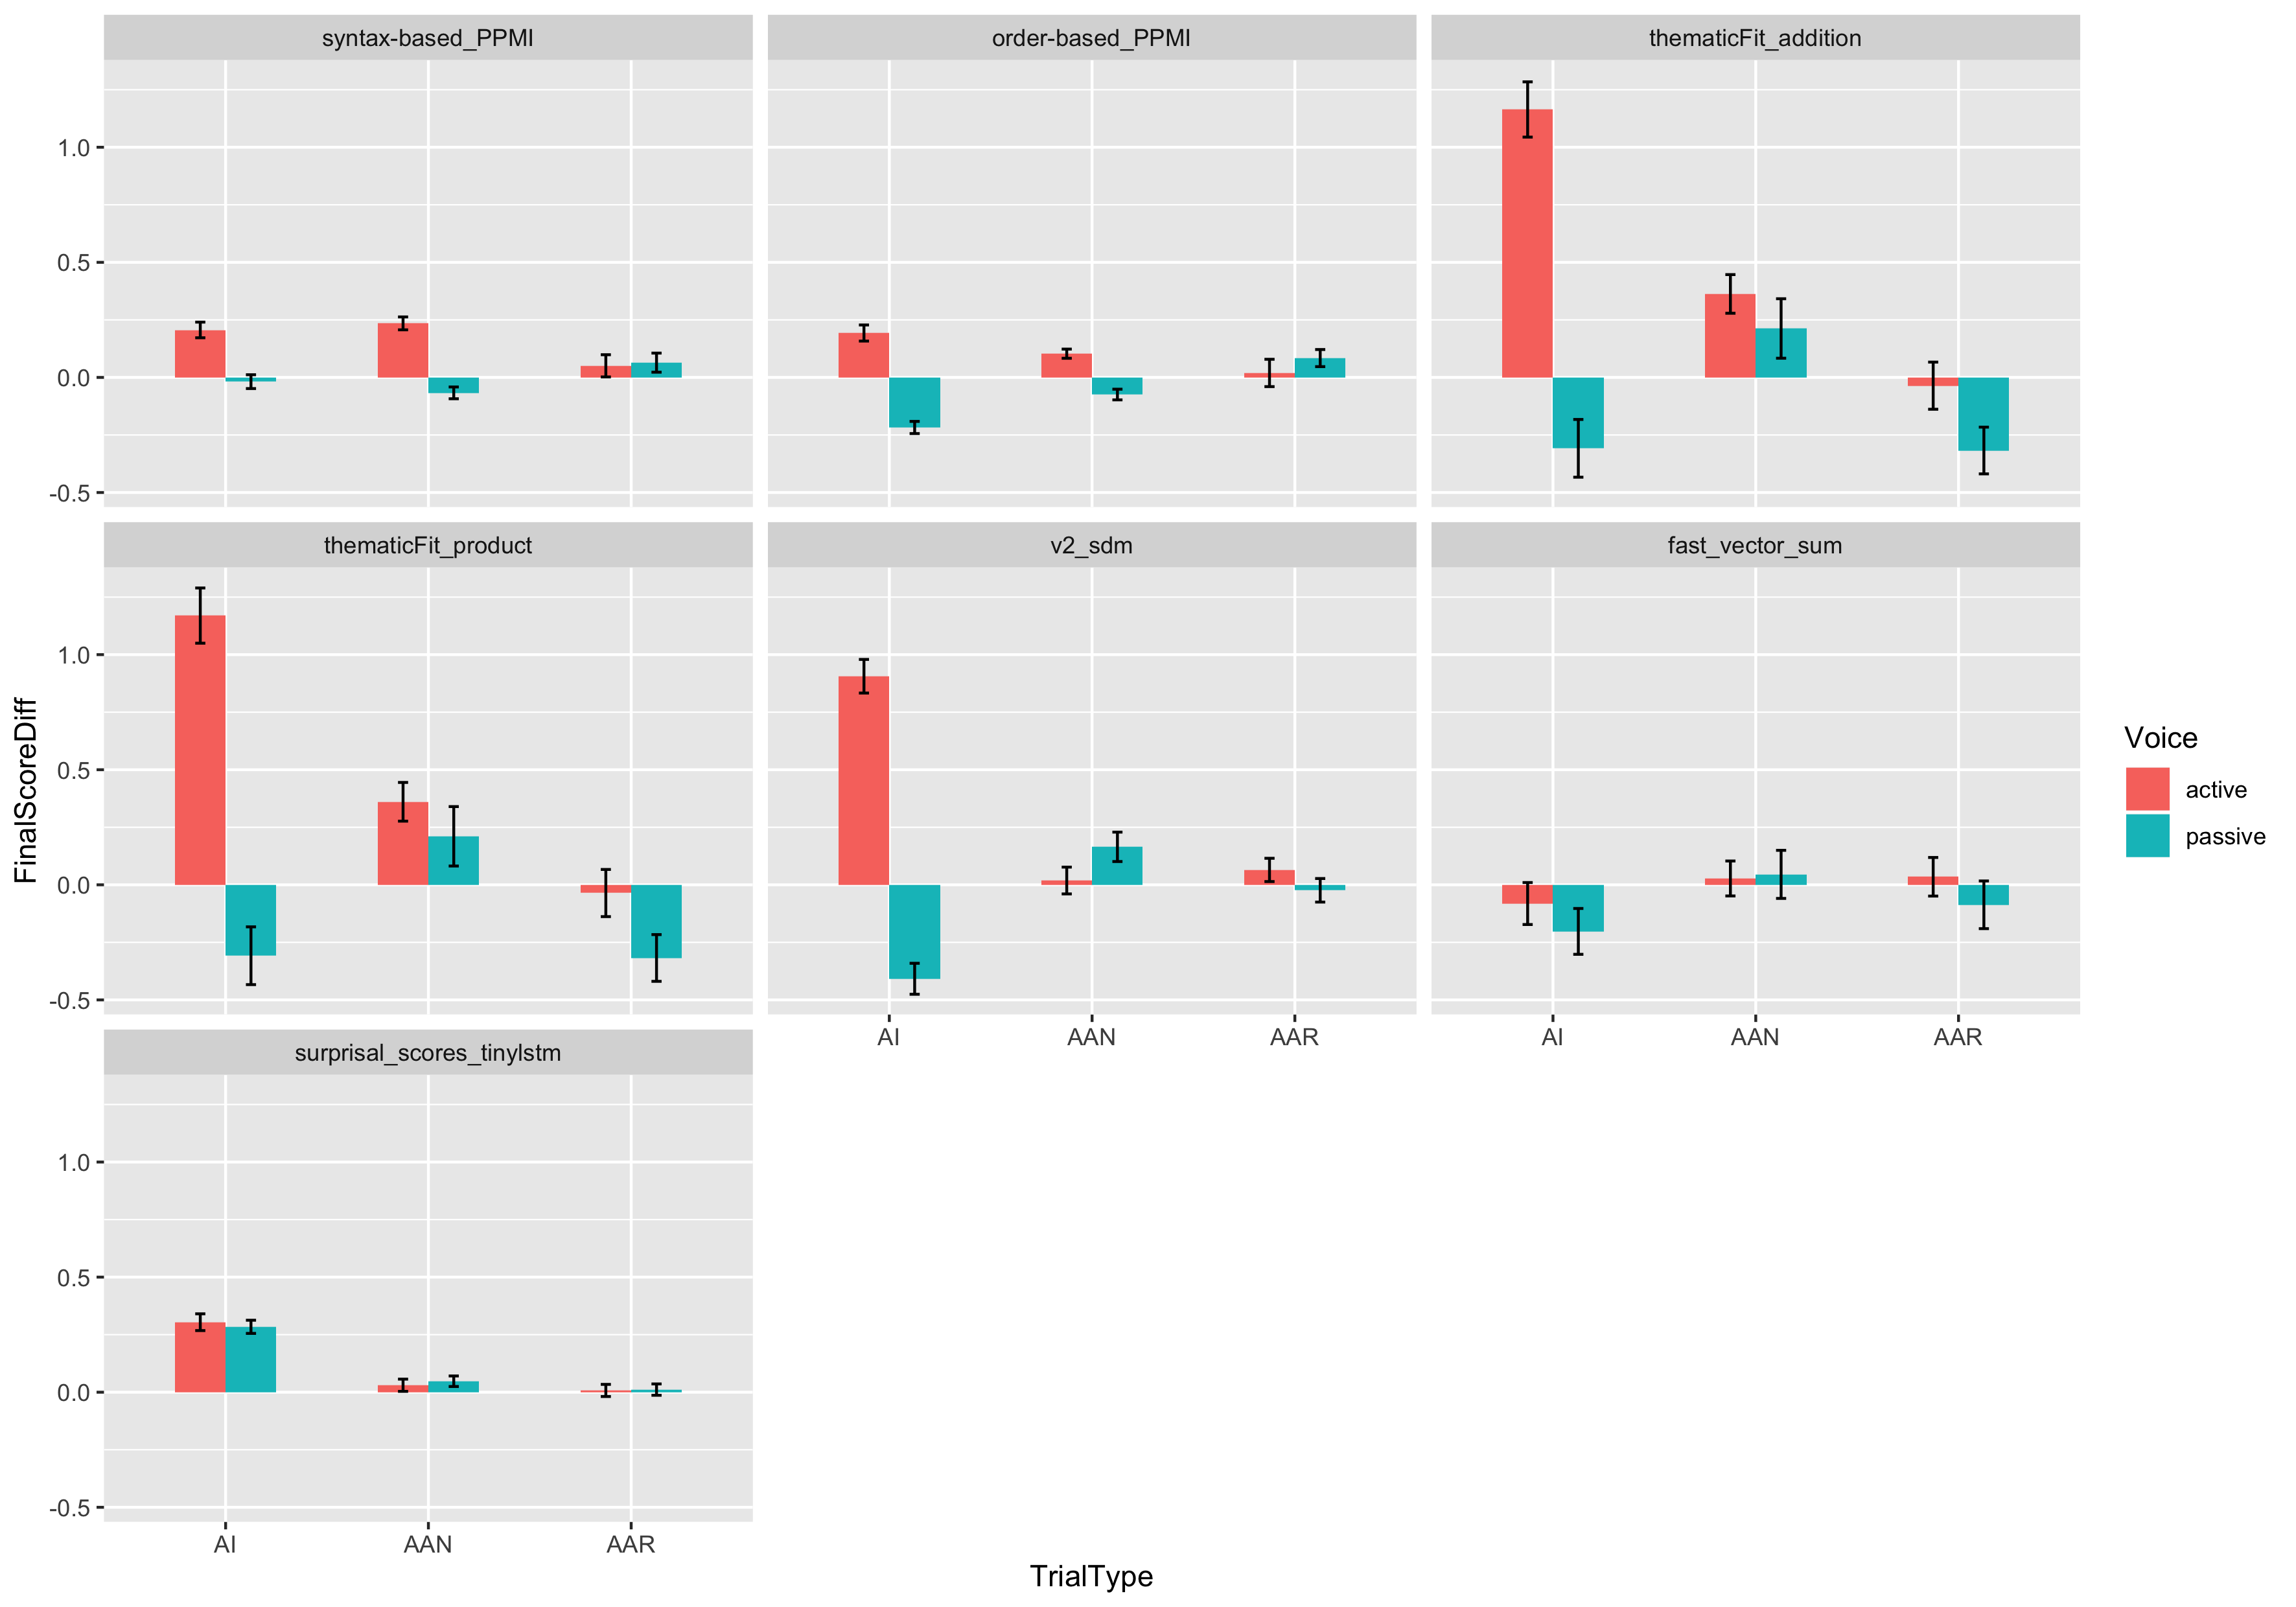 syntax-based_PPMI
order-based_PPMI
thematicFit_addition
1.0
0.5
0.0
-0.5
thematicFit_product
v2_sdm
fast_vector_sum
1.0
0.5
0.0
-0.5
AI
AAN
AAR
AI
AAN
AAR
surprisal_scores_tinylstm
1.0
0.5
0.0
-0.5
AI
AAN
AAR
TrialType
FinalScoreDiff
Voice
active
passive